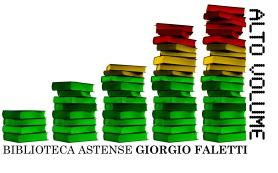 ALTO VOLUME
BIBLIOTECA ASTENSE GIORGIO FALETTI